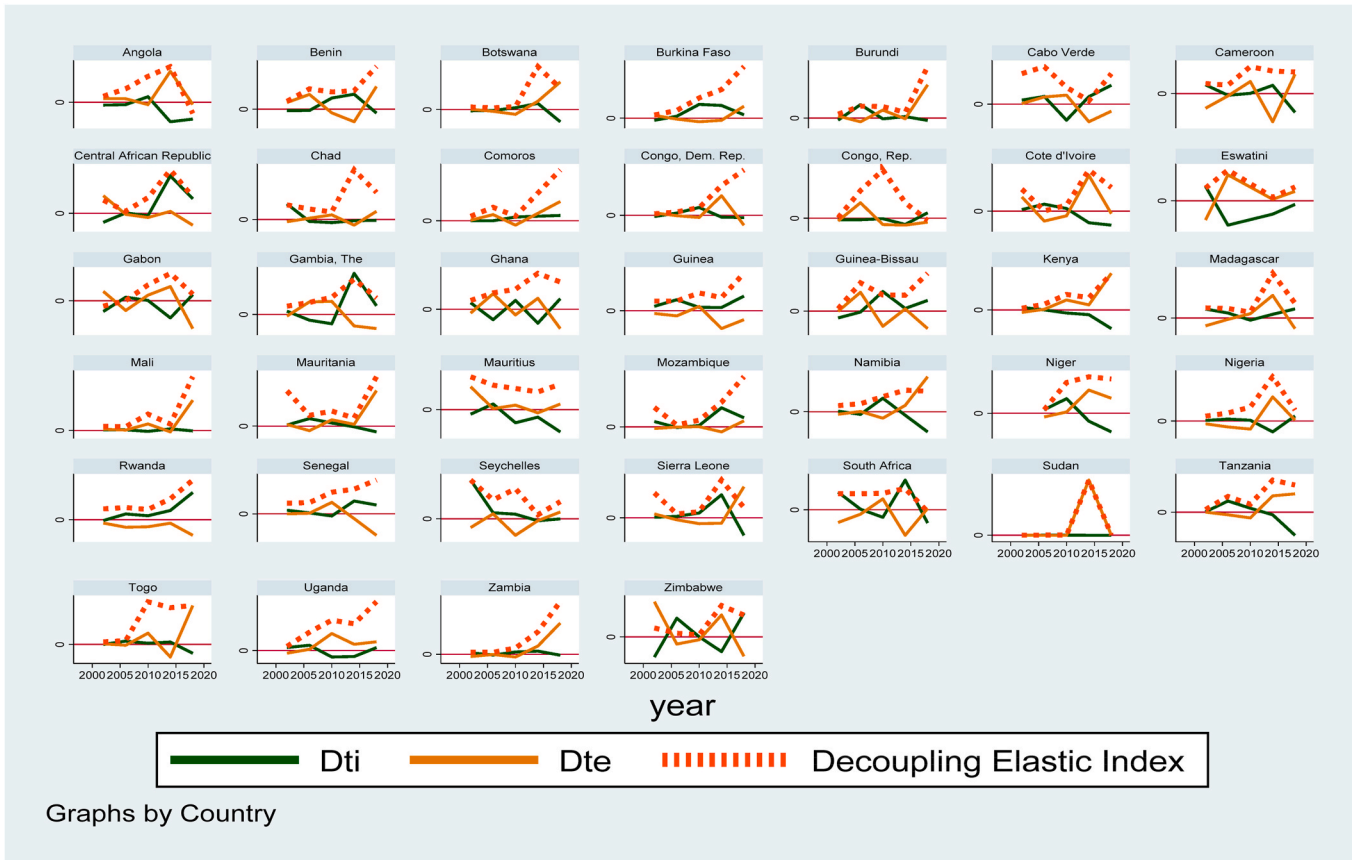 Angola Benin Botswana Burkina Faso Burundi Cabo Verde Cameroon
0 0 0 0 0 0 0
Central African Republic Chad Comoros Congo, Dem. Rep. Congo, Rep. Cote d'Ivoire Eswatini
0 0 0 0 0 0 0
Gabon Gambia, The Ghana Guinea Guinea-Bissau Kenya Madagascar
0 0 0 0 0 0 0
Mali Mauritania Mauritius Mozambique Namibia Niger Nigeria
0 0 0 0 0 0 0
Rwanda Senegal Seychelles Sierra Leone South Africa Sudan Tanzania
0 0 0 0 0 0 0
2000 2005 2010 2015 2020 2000 2005 2010 2015 2020 2000 2005 2010 2015 2020
Togo Uganda Zambia Zimbabwe
0 0 0 0
2000 2005 2010 2015 2020 2000 2005 2010 2015 2020 2000 2005 2010 2015 2020 2000 2005 2010 2015 2020
year
Dti Dte Decoupling Elastic Index
Graphs by Country